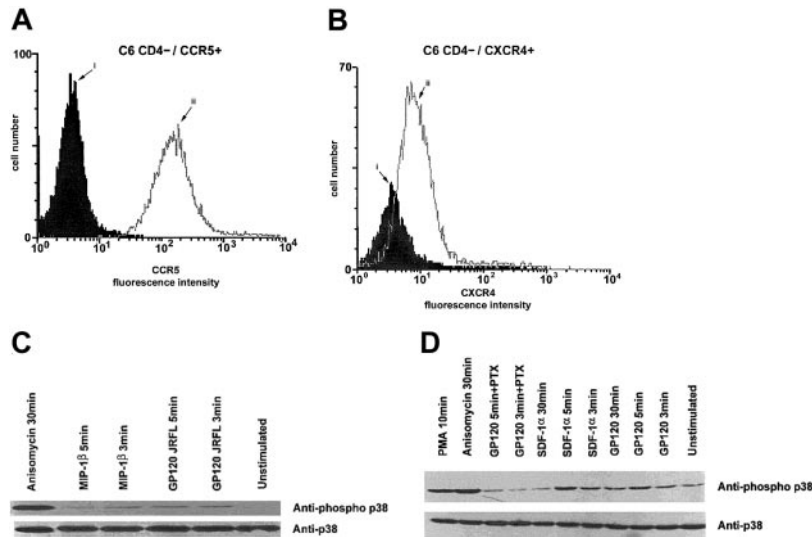 A
C6 CD4− / CCR5+
100
cell number
i
ii
0
10⁰ 10¹ 10² 10³ 10⁴
CCR5
fluorescence intensity
B
C6 CD4− / CXCR4+
70
cell number
i
ii
0
10⁰ 10¹ 10² 10³ 10⁴
CXCR4
fluorescence intensity
C
Anisomycin 30min
MIP-1β 5min
MIP-1β 3min
GP120 JRFL 5min
GP120 JRFL 3min
Unstimulated
Anti-phospho p38
Anti-p38
D
PMA 10min
Anisomycin 30min
GP120 5min+PTX
GP120 3min+PTX
SDF-1α 30min
SDF-1α 5min
SDF-1α 3min
GP120 30min
GP120 5min
GP120 3min
Unstimulated
Anti-phospho p38
Anti-p38